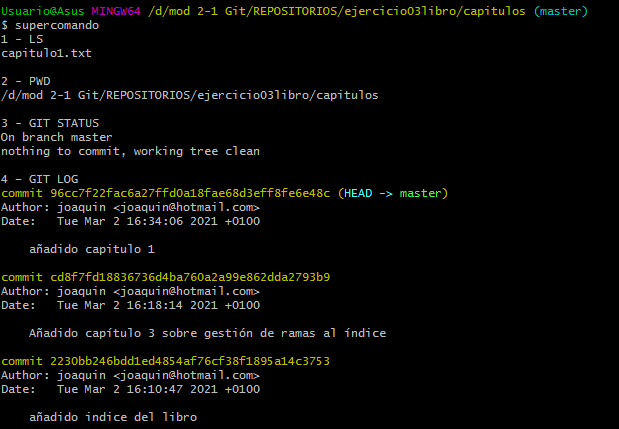 Usuario@Asus MINGW64 /d/mod 2-1 Git/REPOSITORIOS/ejercicio03libro/capitulos (master)
$ supercomando
1 - LS
capitulo1.txt
2 - PWD
/d/mod 2-1 Git/REPOSITORIOS/ejercicio03libro/capitulos
3 - GIT STATUS
On branch master
nothing to commit, working tree clean
4 - GIT LOG
commit 96cc7f22fac6a27ffd0a18fae68d3eff8fe6e48c (HEAD -> master)
Author: joaquin <joaquin@hotmail.com>
Date:   Tue Mar 2 16:34:06 2021 +0100
añadido capitulo 1
commit cd8f7fd18836736d4ba760a2a99e862dda2793b9
Author: joaquin <joaquin@hotmail.com>
Date:   Tue Mar 2 16:18:14 2021 +0100
Añadido capítulo 3 sobre gestión de ramas al índice
commit 2230bb246bdd1ed4854af76cf38f1895a14c3753
Author: joaquin <joaquin@hotmail.com>
Date:   Tue Mar 2 16:10:47 2021 +0100
añadido indice del libro